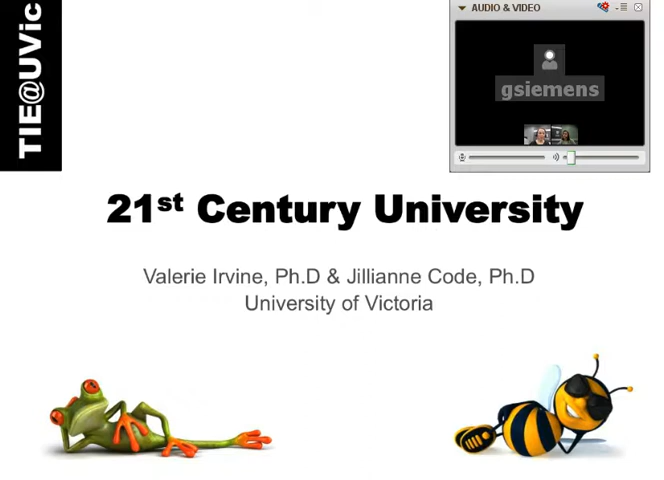 TIE@UVic
AUDIO & VIDEO
gsiemens
21st Century University
Valerie Irvine, Ph.D & Jillianne Code, Ph.D
University of Victoria